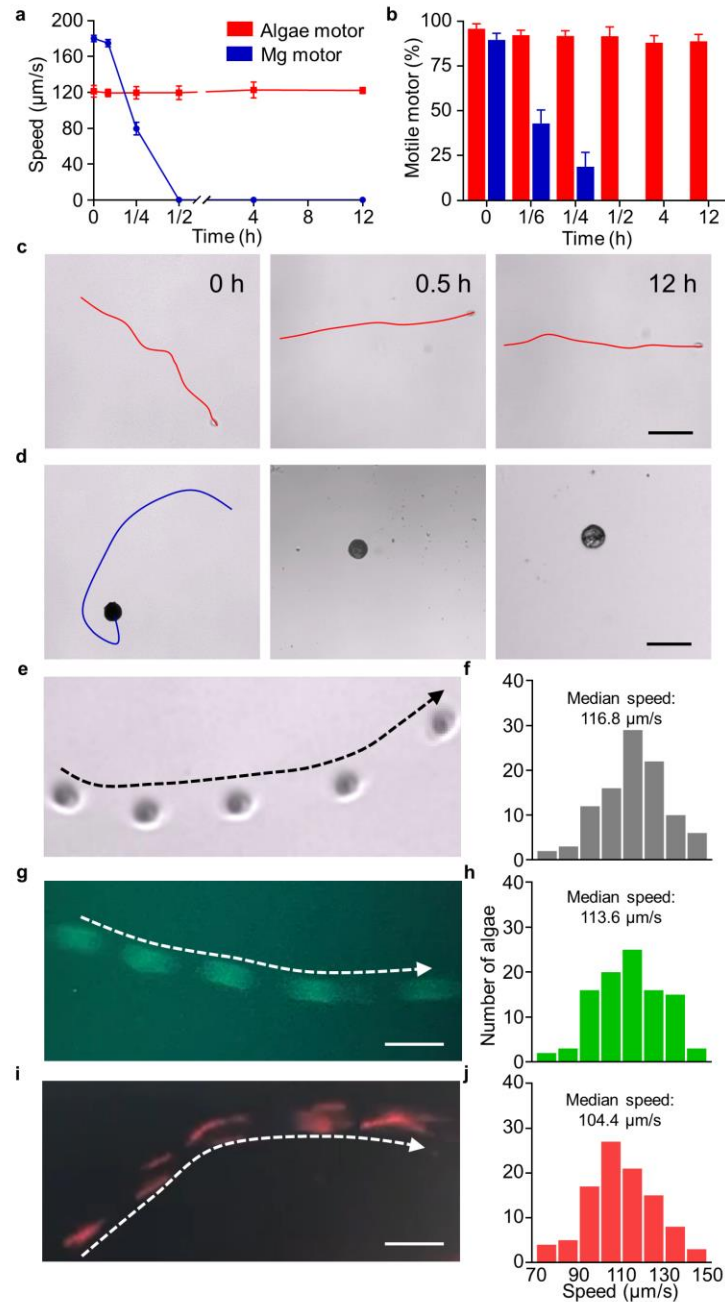 a
200
160
120
80
40
0
Speed (µm/s)
Algae motor
Mg motor
0
1/4
1/2
4
8
12
Time (h)
b
100
75
50
25
0
Motile motor (%)
0
1/6
1/4
1/2
4
12
Time (h)
c
0 h
0.5 h
12 h
d
e
f
40
30
20
10
0
Median speed:
116.8 µm/s
g
h
40
30
20
10
0
Median speed:
113.6 µm/s
Number of algae
i
j
40
30
20
10
0
Median speed:
104.4 µm/s
70
90
110
130
150
Speed (µm/s)